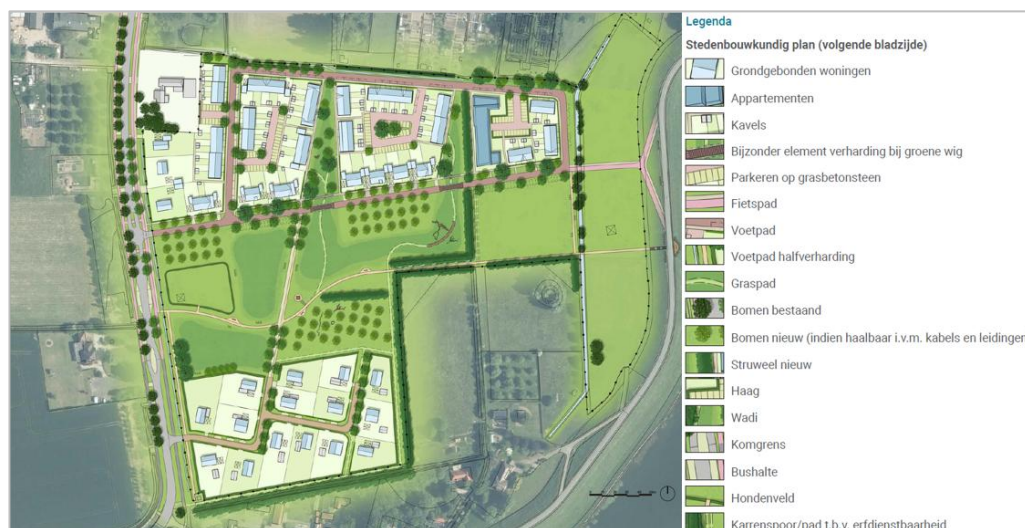 Legenda
Stedenbouwkundig plan (volgende bladzijde)
Grondgebonden woningen
Appartementen
Kavels
Bijzonder element verharding bij groene wig
Parkeren op grasbetonsteen
Fietspad
Voetpad
Voetpad halfverharding
Graspad
Bomen bestaand
Bomen nieuw (indien haalbaar i.v.m. kabels en leidingen
Struweel nieuw
Haag
Wadi
Komgrens
Bushalte
Hondenveld
Karrenspoor/pad t.b.v. erfdienstbaarheid